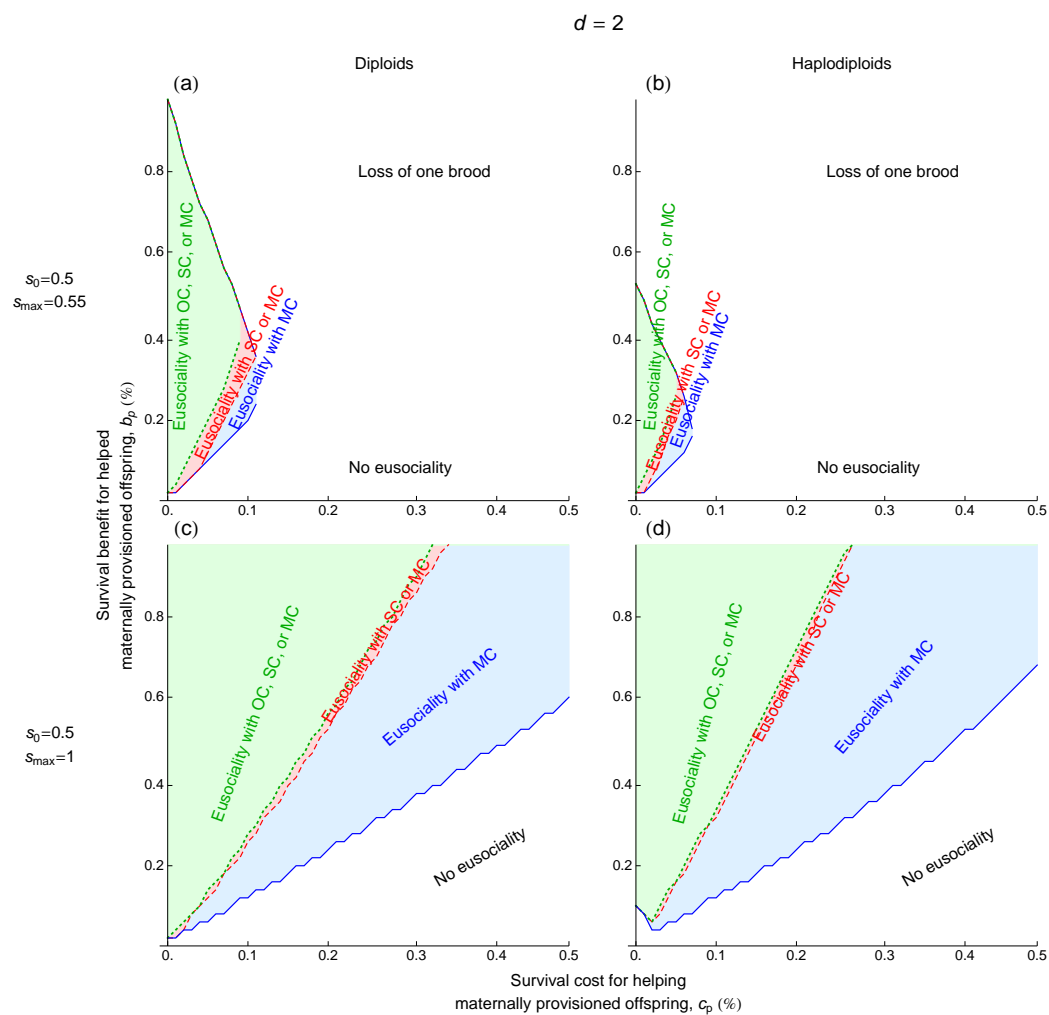 d = 2
Diploids
Haplodiploids
(a)
(b)
Loss of one brood
Loss of one brood
0.8
0.6
0.4
0.2
0.8
0.6
0.4
0.2
Eusociality with OC, SC, or MC
Eusociality with SC or MC
Eusociality with MC
Eusociality with OC, SC, or MC
Eusociality with SC or MC
Eusociality with MC
s0=0.5
smax=0.55
No eusociality
No eusociality
0. 0.1 0.2 0.3 0.4 0.5
0. 0.1 0.2 0.3 0.4 0.5
Survival benefit for helped
maternally provisioned offspring, bp (%)
(c)
(d)
0.8
0.6
0.4
0.2
0.8
0.6
0.4
0.2
Eusociality with OC, SC, or MC
Eusociality with SC or MC
Eusociality with MC
No eusociality
Eusociality with OC, SC, or MC
Eusociality with SC or MC
Eusociality with MC
No eusociality
s0=0.5
smax=1
0. 0.1 0.2 0.3 0.4 0.5
0. 0.1 0.2 0.3 0.4 0.5
Survival cost for helping
maternally provisioned offspring, cp (%)